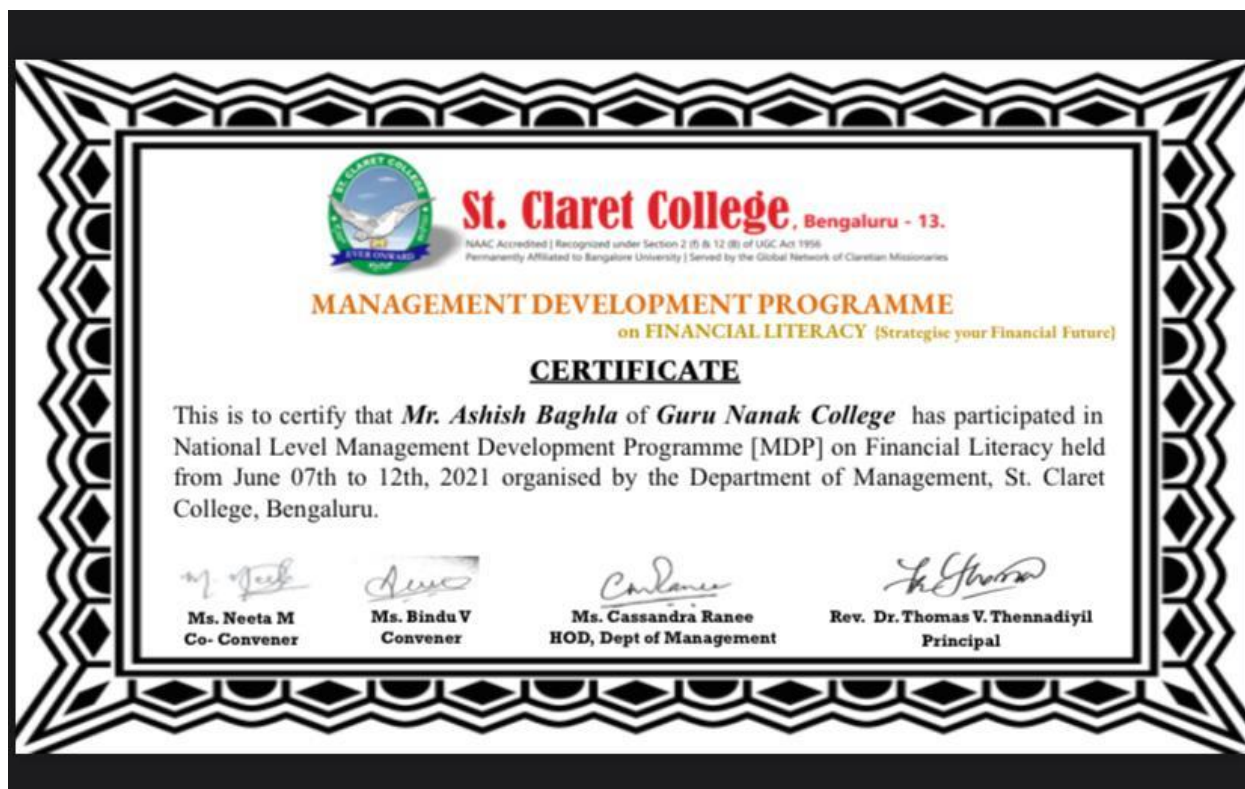 ST. CLARET COLLEGE
EVER ONWARD
St. Claret College, Bengaluru - 13.
NAAC Accredited | Recognized under Section 2 (f) & 12 (B) of UGC Act 1956
Permanently Affiliated to Bangalore University | Served by the Global Network of Claretian Missionaries
MANAGEMENT DEVELOPMENT PROGRAMME
on FINANCIAL LITERACY {Strategise your Financial Future}
CERTIFICATE
This is to certify that Mr. Ashish Baghla of Guru Nanak College has participated in
National Level Management Development Programme [MDP] on Financial Literacy held
from June 07th to 12th, 2021 organised by the Department of Management, St. Claret
College, Bengaluru.
Ms. Neeta M
Co- Convener
Ms. Bindu V
Convener
Ms. Cassandra Ranee
HOD, Dept of Management
Rev. Dr. Thomas V. Thennadiyil
Principal